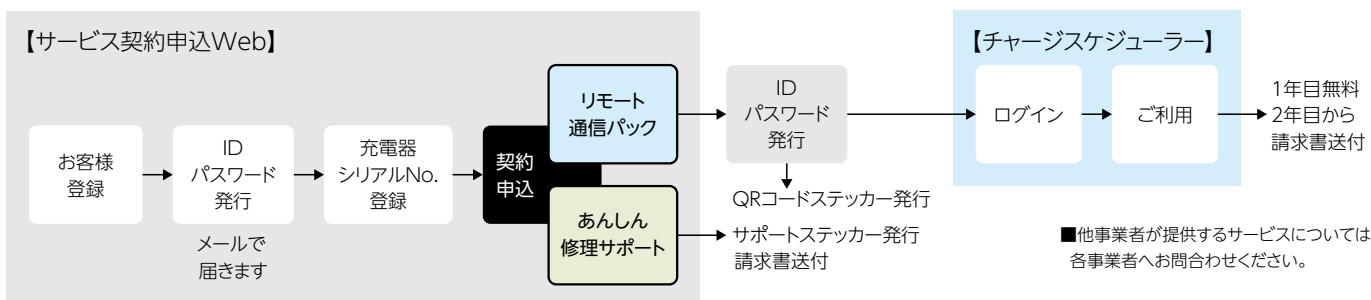 【サービス契約申込Web】
お客様
登録
ID
パスワード
発行
メールで
届きます
充電器
シリアルNo.
登録
契約
申込
リモート
通信パック
あんしん
修理サポート
ID
パスワード
発行
QRコードステッカー発行
サポートステッカー発行
請求書送付
【チャージスケジューラー】
ログイン
ご利用
1年目無料
2年目から
請求書送付
■他事業者が提供するサービスについては
各事業者へお問合わせください。